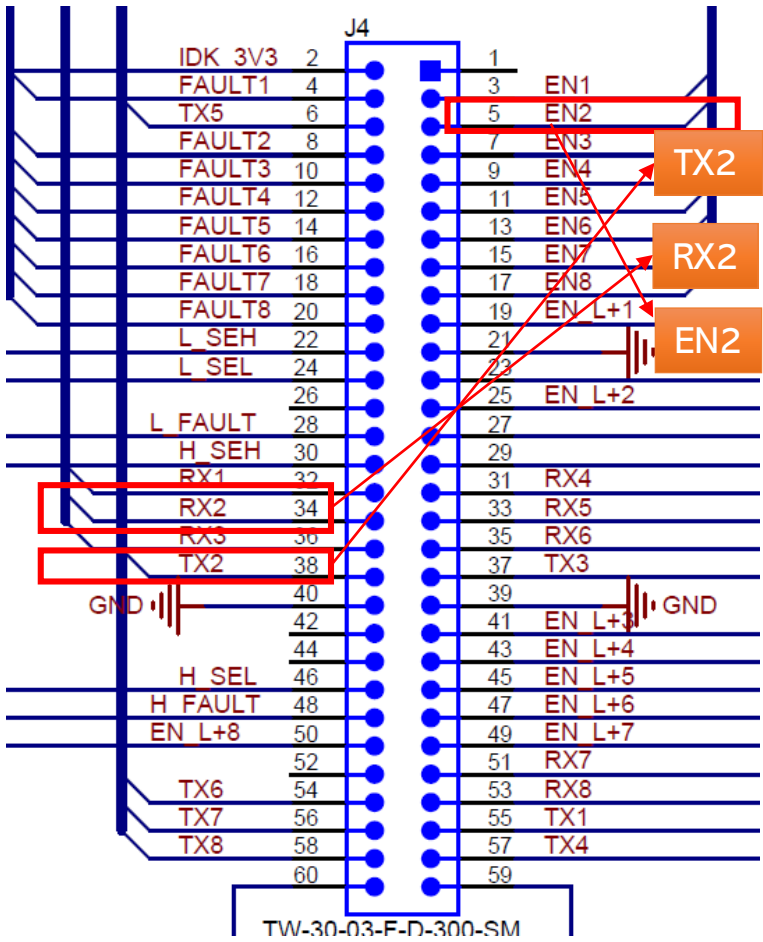 J4
IDK_3V3 2 1
FAULT1 4 3 EN1
TX5 6 5 EN2
FAULT2 8 7 EN3
TX2
FAULT3 10 9 EN4
FAULT4 12 11 EN5
FAULT5 14 13 EN6
RX2
FAULT6 16 15 EN7
FAULT7 18 17 EN8
FAULT8 20 19 EN_L+1
L_SEH 22 21
EN2
L_SEL 24 23
26 25 EN_L+2
L_FAULT 28 27
H_SEH 30 29
RX1 32 31 RX4
RX2 34 33 RX5
RX3 36 35 RX6
TX2 38 37 TX3
GND 40 39 GND
42 41 EN_L+3
44 43 EN_L+4
H_SEL 46 45 EN_L+5
H_FAULT 48 47 EN_L+6
EN_L+8 50 49 EN_L+7
52 51 RX7
TX6 54 53 RX8
TX7 56 55 TX1
TX8 58 57 TX4
60 59
TW-30-03-F-D-300-SM